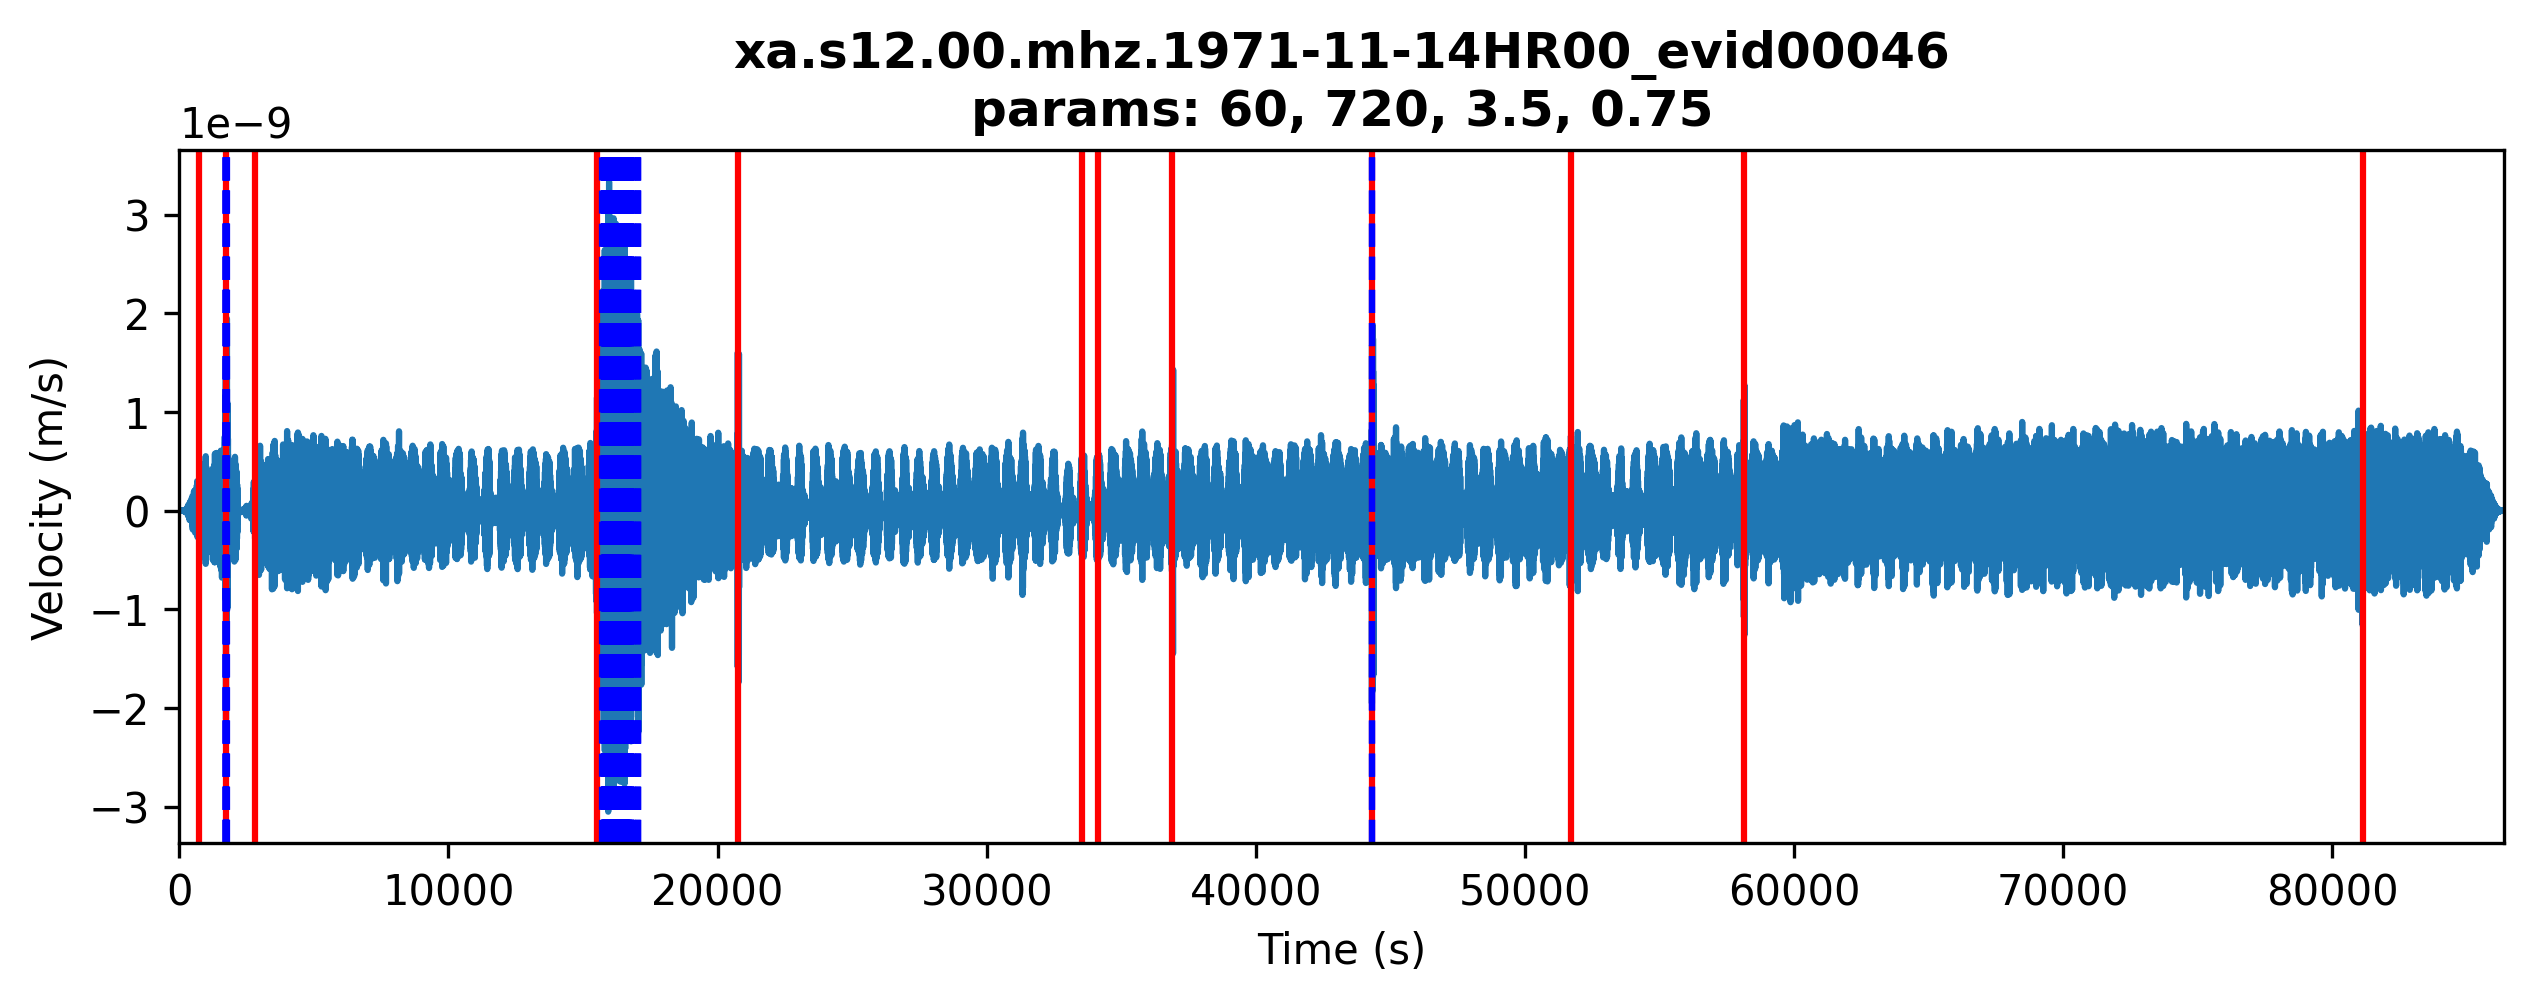 xa.s12.00.mhz.1971-11-14HR00_evid00046
params: 60, 720, 3.5, 0.75
1e−9
3
2
1
0
−1
−2
−3
Velocity (m/s)
0 10000 20000 30000 40000 50000 60000 70000 80000
Time (s)